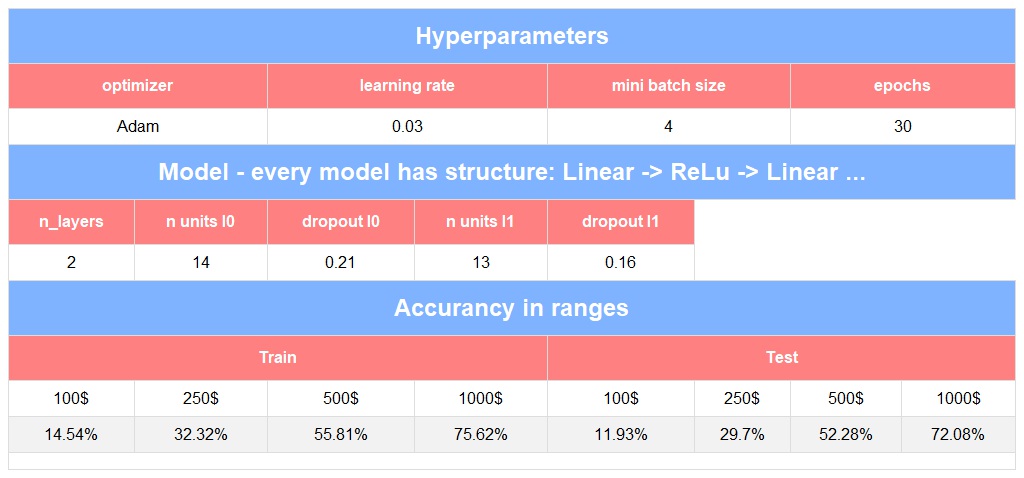 Hyperparameters
optimizer learning rate mini batch size epochs
Adam 0.03 4 30
Model - every model has structure: Linear -> ReLu -> Linear ...
n_layers n units l0 dropout l0 n units l1 dropout l1
2 14 0.21 13 0.16
Accurancy in ranges
Train Test
100$ 250$ 500$ 1000$ 100$ 250$ 500$ 1000$
14.54% 32.32% 55.81% 75.62% 11.93% 29.7% 52.28% 72.08%